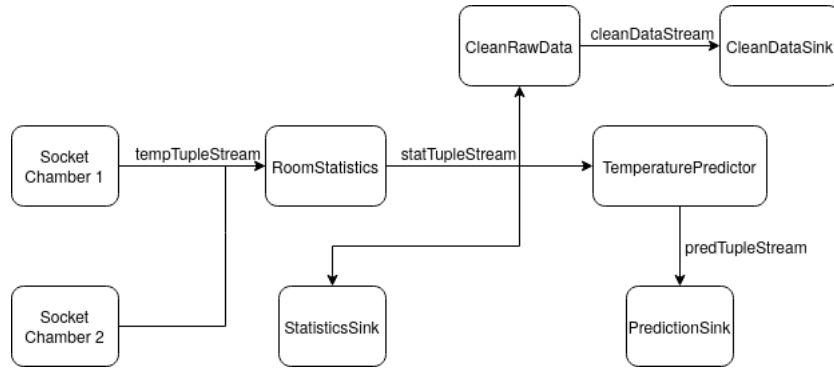 CleanRawData
cleanDataStream
CleanDataSink
Socket
Chamber 1
tempTupleStream
RoomStatistics
statTupleStream
TemperaturePredictor
predTupleStream
Socket
Chamber 2
StatisticsSink
PredictionSink